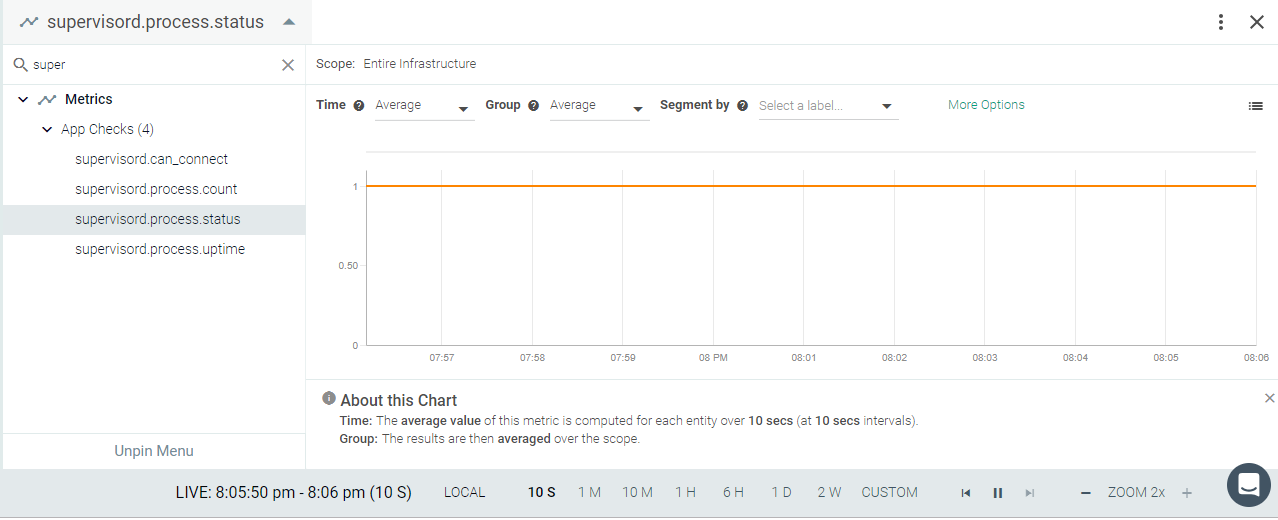 supervisord.process.status
super
Metrics
App Checks (4)
supervisord.can_connect
supervisord.process.count
supervisord.process.status
supervisord.process.uptime
Unpin Menu
Scope: Entire Infrastructure
Time ? Average Group ? Average Segment by ? Select a label... More Options
1
0.50
0
07:57 07:58 07:59 08 PM 08:01 08:02 08:03 08:04 08:05 08:06
i About this Chart
Time: The average value of this metric is computed for each entity over 10 secs (at 10 secs intervals).
Group: The results are then averaged over the scope.
LIVE: 8:05:50 pm - 8:06 pm (10 S) LOCAL 10 S 1 M 10 M 1 H 6 H 1 D 2 W CUSTOM ZOOM 2x